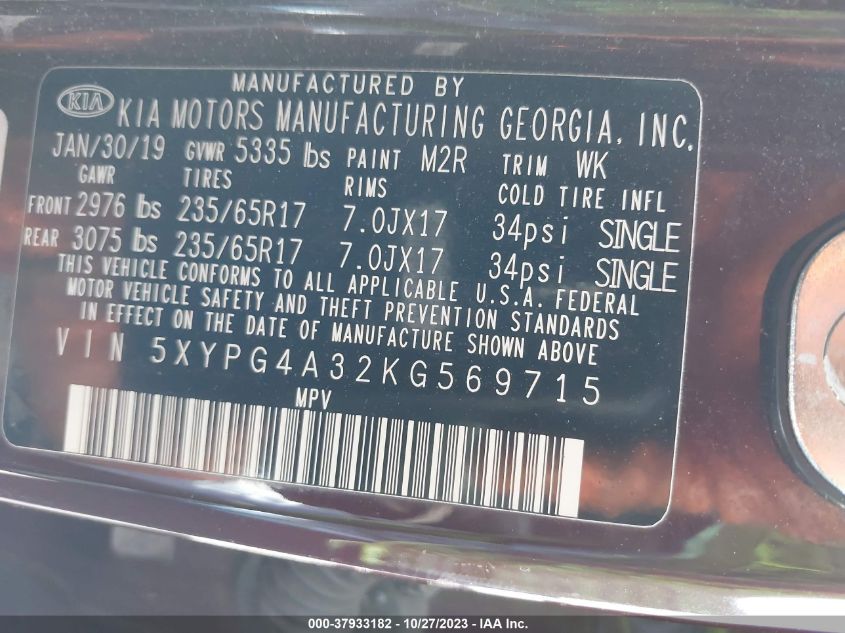 MANUFACTURED BY
KIA KIA MOTORS MANUFACTURING GEORGIA, INC.
JAN/30/19 GVWR 5335 lbs PAINT M2R TRIM WK
GAWR TIRES RIMS COLD TIRE INFL
FRONT 2976 lbs 235/65R17 7.0JX17 34psi SINGLE
REAR 3075 lbs 235/65R17 7.0JX17 34psi SINGLE
THIS VEHICLE CONFORMS TO ALL APPLICABLE U.S.A. FEDERAL
MOTOR VEHICLE SAFETY AND THEFT PREVENTION STANDARDS
IN EFFECT ON THE DATE OF MANUFACTURE SHOWN ABOVE
VIN 5XYPG4A32KG569715
MPV
000-37933182 - 10/27/2023 - IAA Inc.